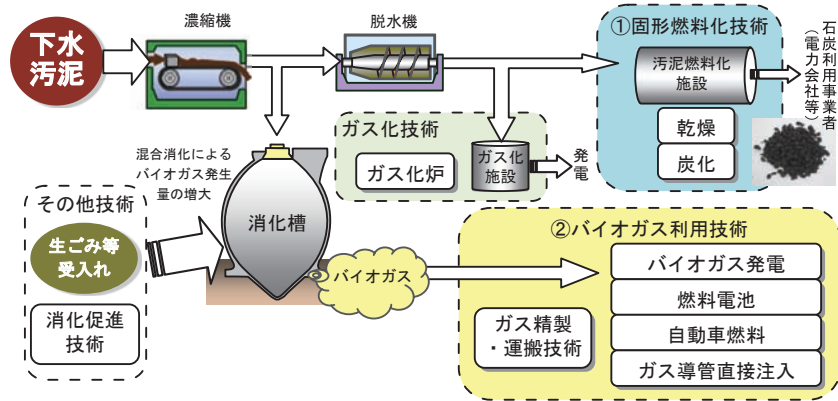 下水
汚泥
濃縮機
脱水機
①固形燃料化技術
汚泥燃料化
施設
乾燥
炭化
石炭利用事業者
（電力会社等）
ガス化技術
ガス化炉
ガス化
施設
発電
混合消化による
バイオガス発生
量の増大
消化槽
その他技術
生ごみ等
受入れ
消化促進
技術
バイオガス
②バイオガス利用技術
ガス精製
・運搬技術
バイオガス発電
燃料電池
自動車燃料
ガス導管直接注入